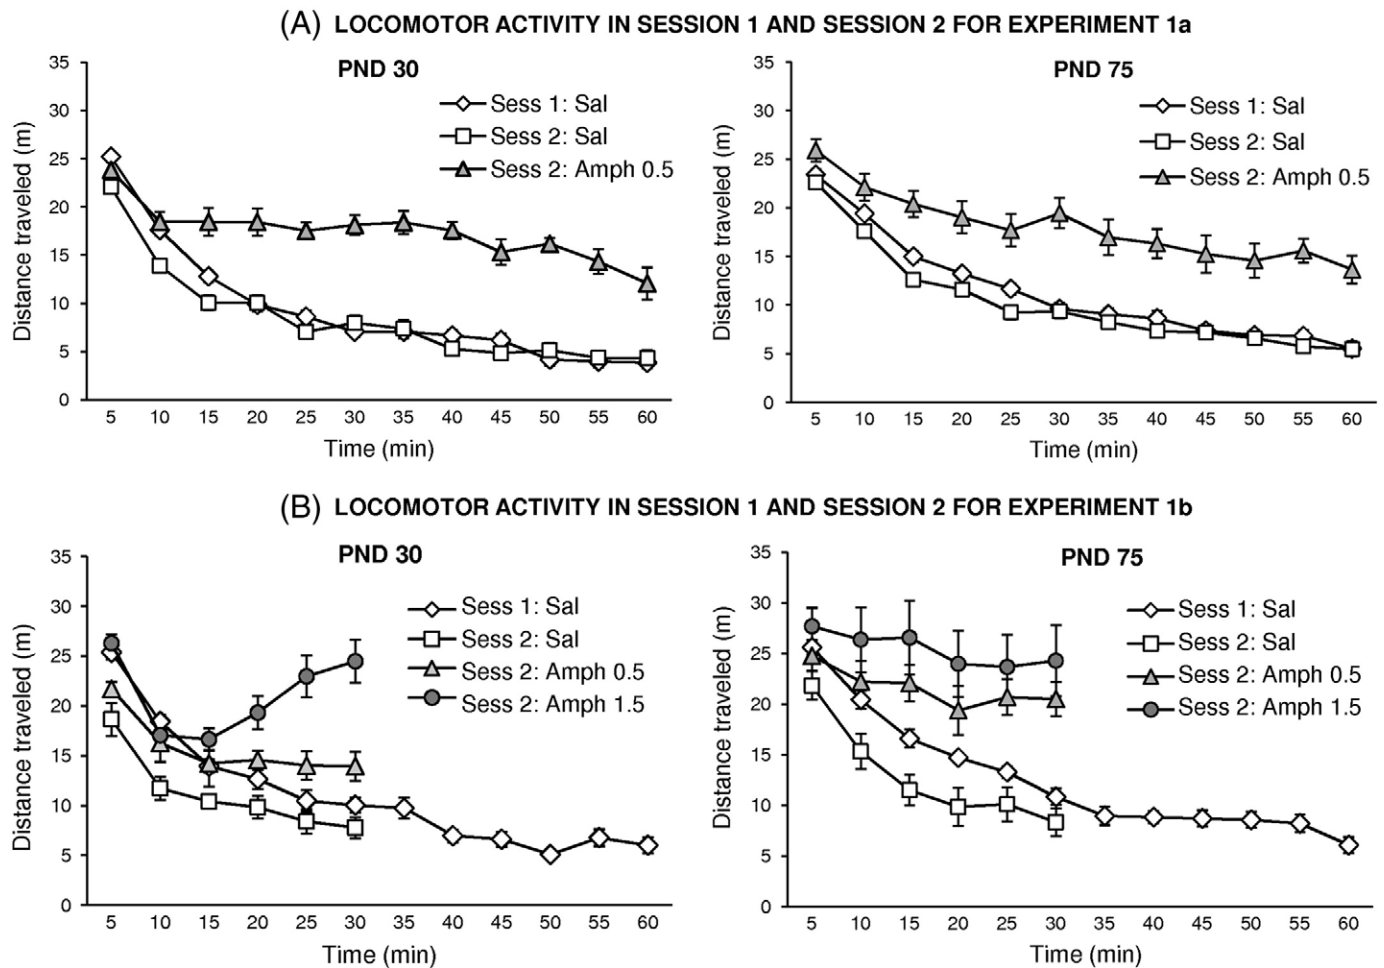 (A) LOCOMOTOR ACTIVITY IN SESSION 1 AND SESSION 2 FOR EXPERIMENT 1a
PND 30
Sess 1: Sal
Sess 2: Sal
Sess 2: Amph 0.5
Distance traveled (m)
35
30
25
20
15
10
5
0
5 10 15 20 25 30 35 40 45 50 55 60
Time (min)
PND 75
Sess 1: Sal
Sess 2: Sal
Sess 2: Amph 0.5
Distance traveled (m)
35
30
25
20
15
10
5
0
5 10 15 20 25 30 35 40 45 50 55 60
Time (min)
(B) LOCOMOTOR ACTIVITY IN SESSION 1 AND SESSION 2 FOR EXPERIMENT 1b
PND 30
Sess 1: Sal
Sess 2: Sal
Sess 2: Amph 0.5
Sess 2: Amph 1.5
Distance traveled (m)
35
30
25
20
15
10
5
0
5 10 15 20 25 30 35 40 45 50 55 60
Time (min)
PND 75
Sess 1: Sal
Sess 2: Sal
Sess 2: Amph 0.5
Sess 2: Amph 1.5
Distance traveled (m)
35
30
25
20
15
10
5
0
5 10 15 20 25 30 35 40 45 50 55 60
Time (min)